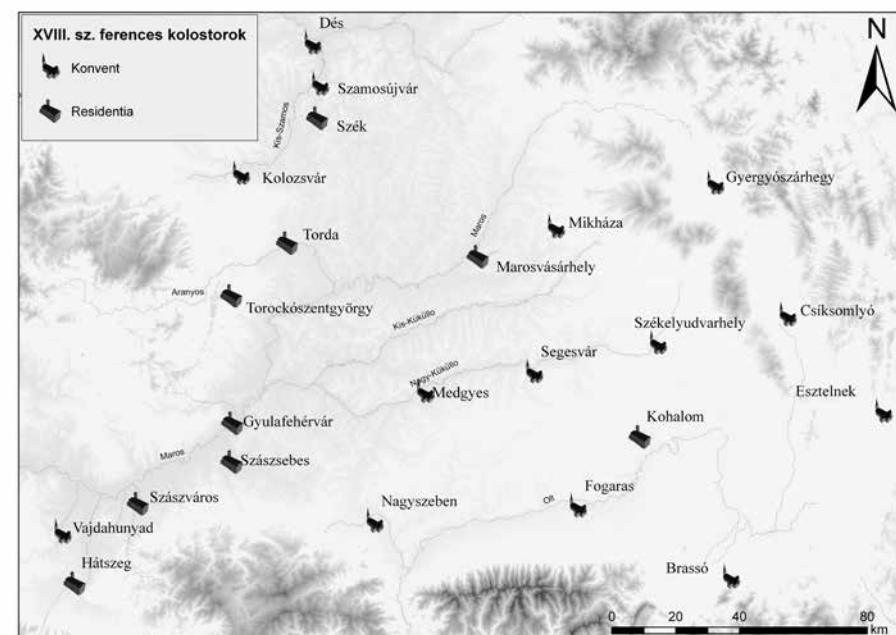 XVIII. sz. ferences kolostorok
Konvent
Residentia
N
Dés
Szamosújvár
Szék
Kis-Szamos
Kolozsvár
Gyergyószárhegy
Maros
Mikháza
Torda
Marosvásárhely
Aranyos
Torockószentgyörgy
Csíksomlyó
Kis-Küküllo
Székelyudvarhely
Segesvár
Nagy-Küküllo
Medgyes
Esztelnek
Gyulafehérvár
Kohalom
Maros
Szászsebes
Szászváros
Olt
Fogaras
Nagyszeben
Vajdahunyad
Hátszeg
Brassó
0 20 40 80
km